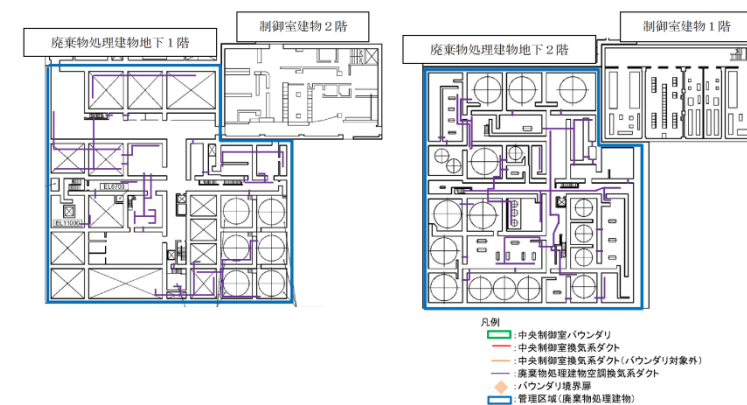 廃棄物処理建物地下1階
制御室建物2階
EL8700
EL11030
廃棄物処理建物地下2階
制御室建物1階
凡例
:中央制御室バウンダリ
:中央制御室換気系ダクト
:中央制御室換気系ダクト(バウンダリ対象外)
:廃棄物処理建物空調換気系ダクト
:バウンダリ境界扉
:管理区域(廃棄物処理建物)